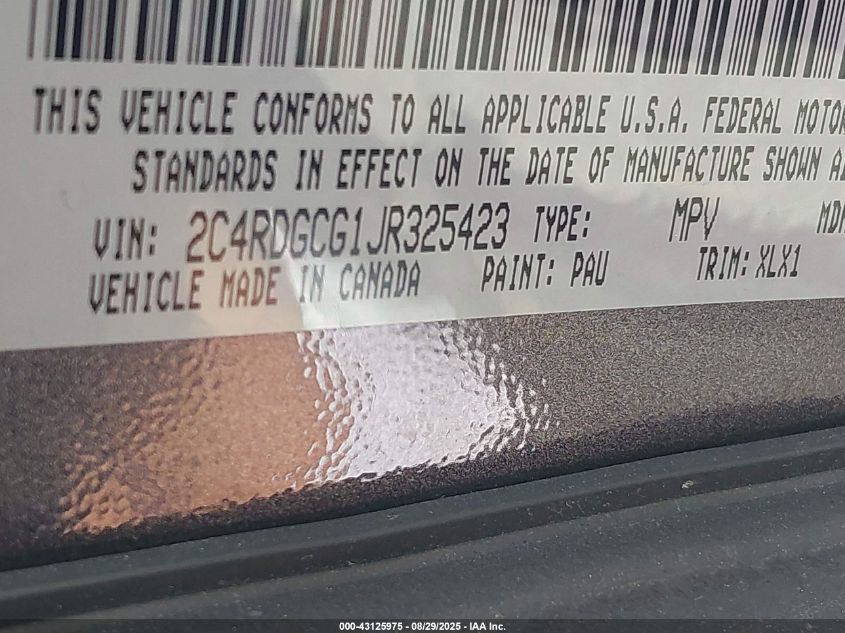 THIS VEHICLE CONFORMS TO ALL APPLICABLE U.S.A. FEDERAL MOTOR
STANDARDS IN EFFECT ON THE DATE OF MANUFACTURE SHOWN
VIN: 2C4RDGCG1JR325423 TYPE: MPV
VEHICLE MADE IN CANADA PAINT: PAU TRIM: XLX1
000-43125975 - 08/29/2025 - IAA Inc.